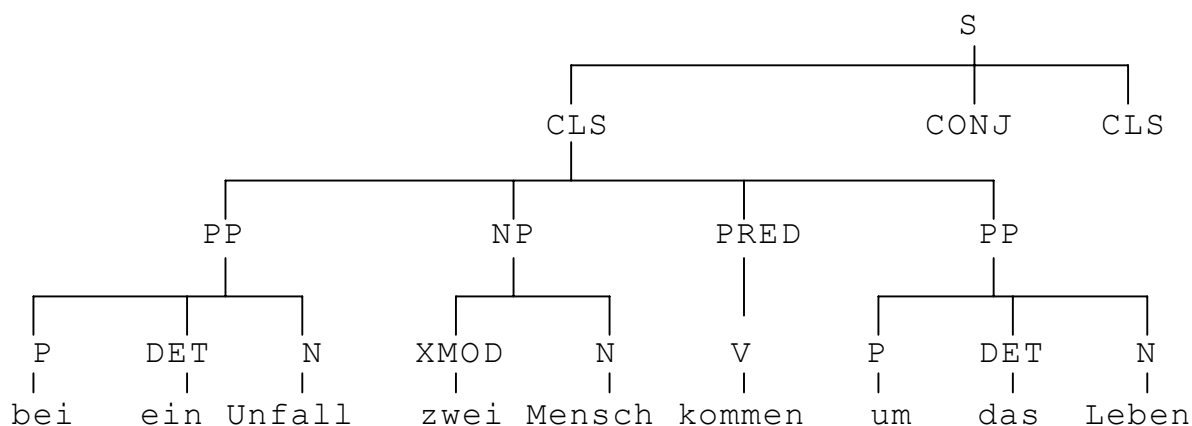 S
CLS CONJ CLS
PP NP PRED PP
P DET N XMOD N V P DET N
bei ein Unfall zwei Mensch kommen um das Leben